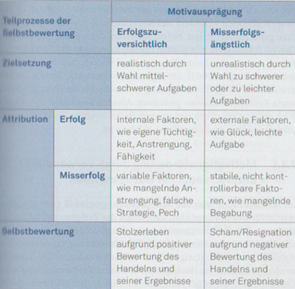 Teilprozesse der Motivausprägung
Selbstbewertung Erfolgszu- Misserfolgs-
versichtlich ängstlich
Zielsetzung realistisch durch unrealistisch durch
Wahl mittel- Wahl zu schwerer
schwerer Aufgaben oder zu leichter
Aufgaben
Attribution Erfolg internale Faktoren, externale Faktoren,
wie eigene Tüchtig- wie Glück, leichte
keit, Anstrengung, Aufgabe
Fähigkeit
Misserfolg variable Faktoren, stabile, nicht kont-
wie mangelnde An- rollierbare Fakto-
strengung, falsche ren, wie mangelnde
Strategie, Pech Begabung
Selbstbewertung Stolzerleben Scham/Resignation
aufgrund positiver aufgrund negativer
Bewertung des Bewertung des
Handelns und Handelns und
seiner Ergebnisse seiner Ergebnisse